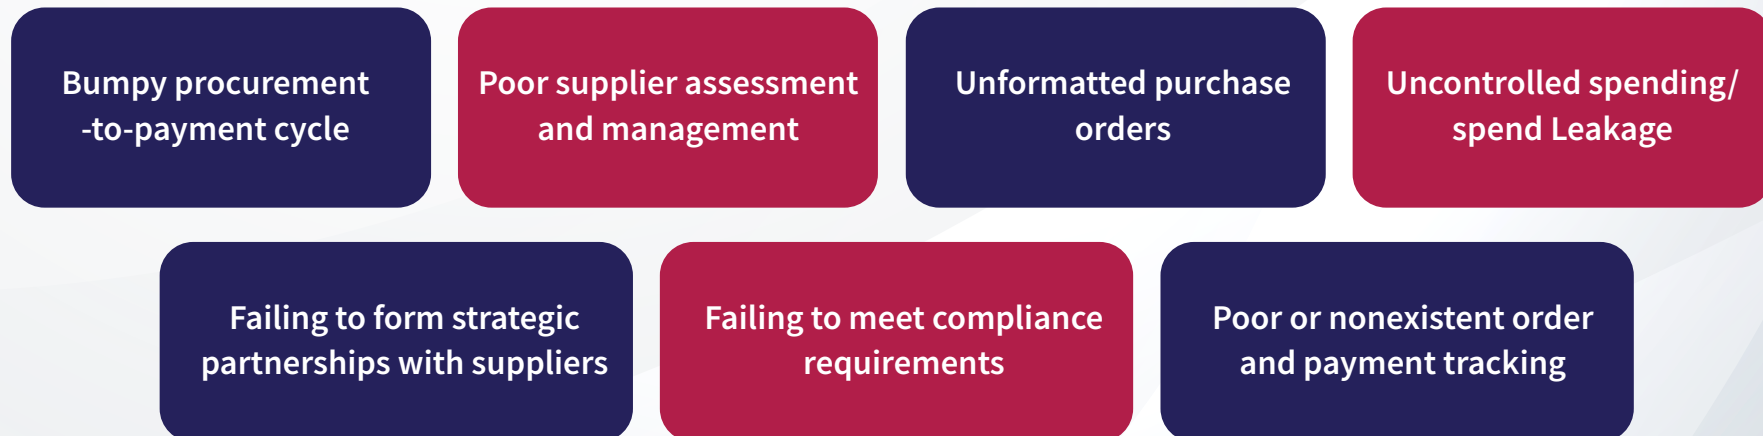 Bumpy procurement
-to-payment cycle
Poor supplier assessment
and management
Unformatted purchase
orders
Uncontrolled spending/
spend Leakage
Failing to form strategic
partnerships with suppliers
Failing to meet compliance
requirements
Poor or nonexistent order
and payment tracking